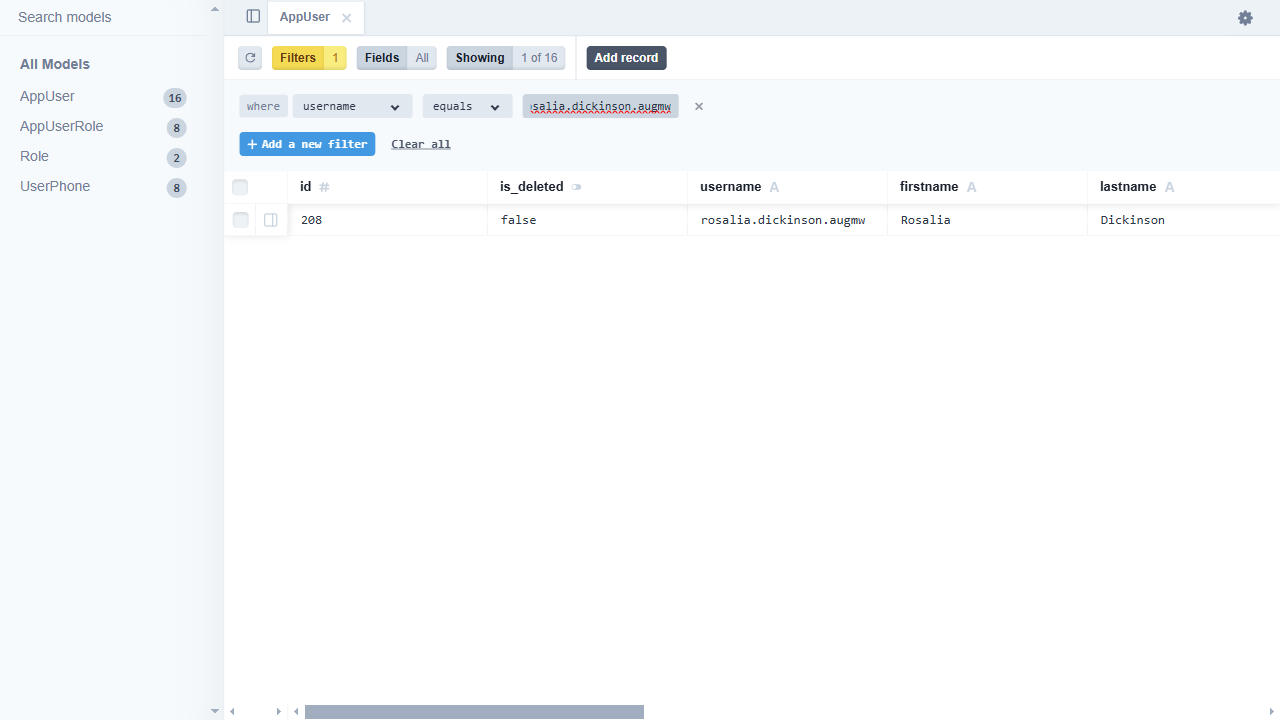 Search models
All Models
AppUser 16
AppUserRole 8
Role 2
UserPhone 8
AppUser
Filters 1 Fields All Showing 1 of 16 Add record
where username equals salia.dickinson.augmw
+ Add a new filter Clear all
id # is_deleted username A firstname A lastname A
208 false rosalia.dickinson.augmw Rosalia Dickinson